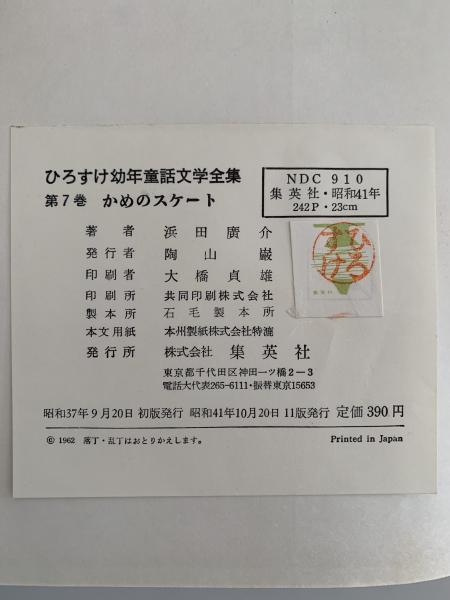 ひろすけ幼年童話文学全集
第7巻 かめのスケート
NDC 910
集英社・昭和41年
242P・23cm
ひろすけ
著者 浜田廣介
発行者 陶山巌
印刷者 大橋貞雄
印刷所 共同印刷株式会社
製本所 石毛製本所
本文用紙 本州製紙株式会社特漉
発行所 株式会社 集英社
東京都千代田区神田一ツ橋2−3
電話大代表265-6111・振替東京15653
昭和37年9月20日 初版発行 昭和41年10月20日 11版発行 定価 390円
© 1962 落丁・乱丁はおとりかえします。 Printed in Japan